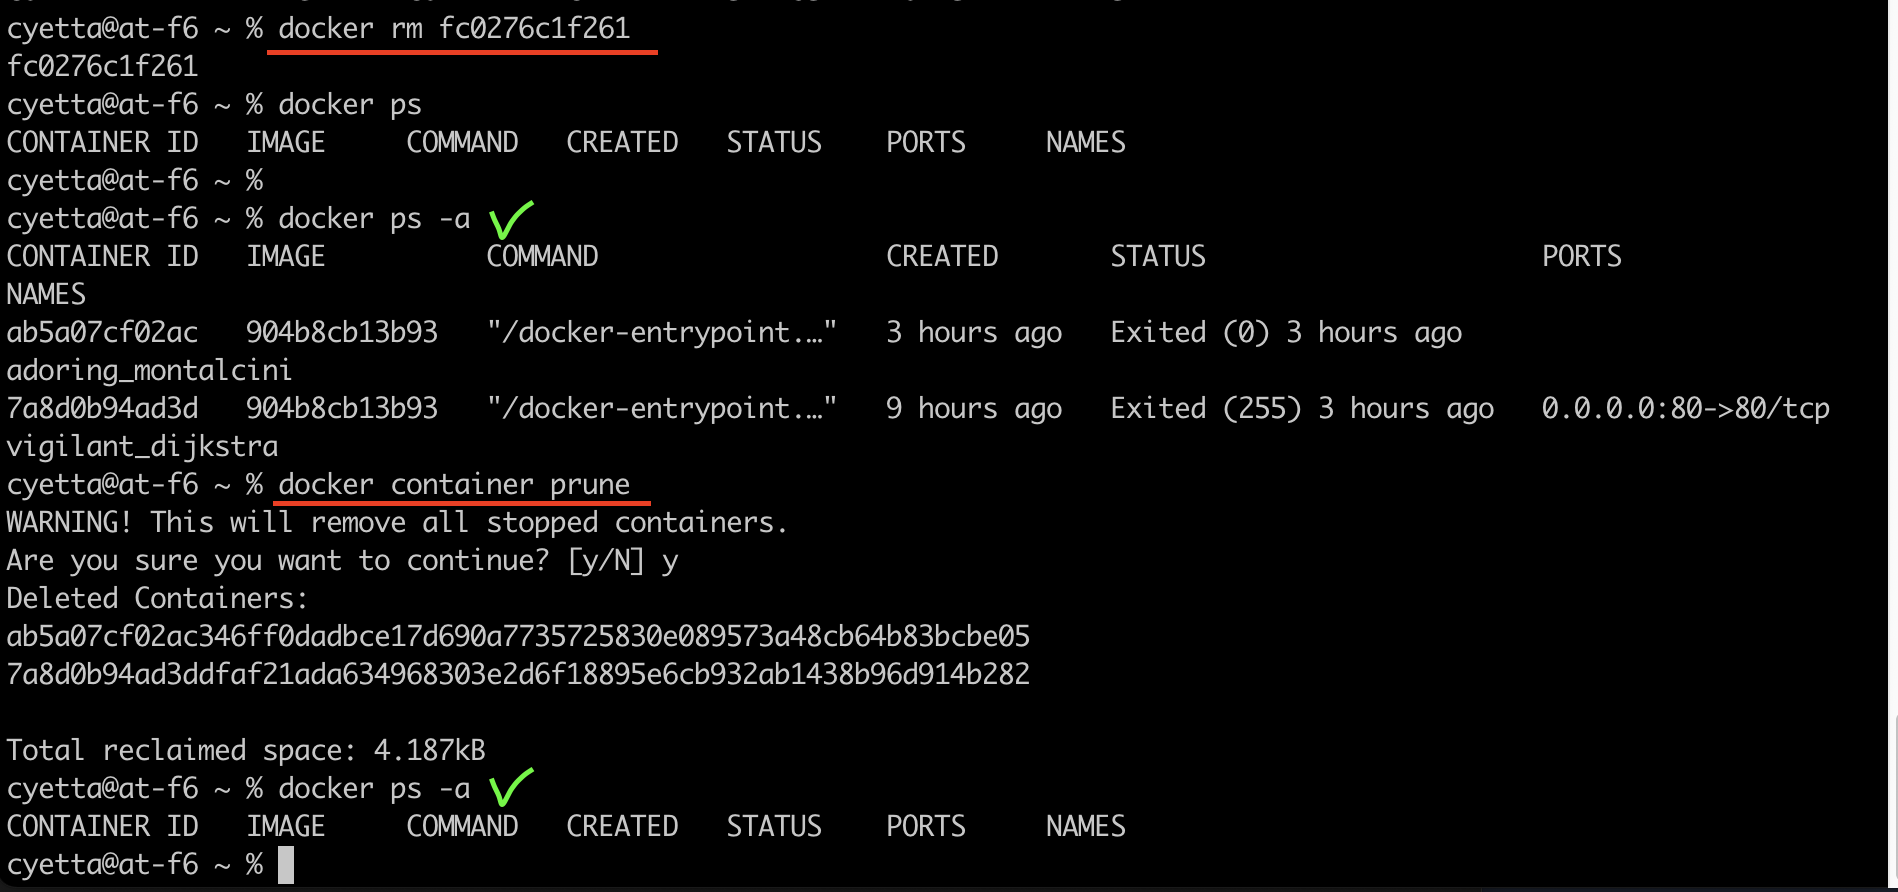 cyetta@at-f6 ~ % docker rm fc0276c1f261
fc0276c1f261
cyetta@at-f6 ~ % docker ps
CONTAINER ID   IMAGE     COMMAND   CREATED   STATUS    PORTS     NAMES
cyetta@at-f6 ~ %
cyetta@at-f6 ~ % docker ps -a
CONTAINER ID   IMAGE          COMMAND                  CREATED       STATUS                     PORTS
NAMES
ab5a07cf02ac   904b8cb13b93   "/docker-entrypoint.…"   3 hours ago   Exited (0) 3 hours ago
adoring_montalcini
7a8d0b94ad3d   904b8cb13b93   "/docker-entrypoint.…"   9 hours ago   Exited (255) 3 hours ago   0.0.0.0:80->80/tcp
vigilant_dijkstra
cyetta@at-f6 ~ % docker container prune
WARNING! This will remove all stopped containers.
Are you sure you want to continue? [y/N] y
Deleted Containers:
ab5a07cf02ac346ff0dadbce17d690a7735725830e089573a48cb64b83bcbe05
7a8d0b94ad3ddfaf21ada634968303e2d6f18895e6cb932ab1438b96d914b282

Total reclaimed space: 4.187kB
cyetta@at-f6 ~ % docker ps -a
CONTAINER ID   IMAGE     COMMAND   CREATED   STATUS    PORTS     NAMES
cyetta@at-f6 ~ %